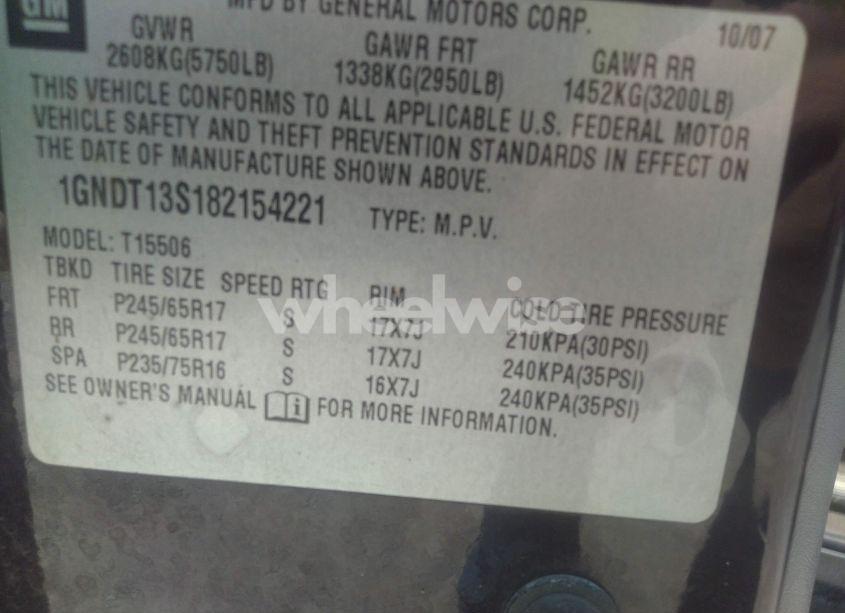 GM
MFD BY GENERAL MOTORS CORP.
10/07
GVWR GAWR FRT GAWR RR
2608KG(5750LB) 1338KG(2950LB) 1452KG(3200LB)
THIS VEHICLE CONFORMS TO ALL APPLICABLE U.S. FEDERAL MOTOR
VEHICLE SAFETY AND THEFT PREVENTION STANDARDS IN EFFECT ON
THE DATE OF MANUFACTURE SHOWN ABOVE.
1GNDT13S182154221 TYPE: M.P.V.
MODEL: T15506
TBKD TIRE SIZE SPEED RTG RIM COLD TIRE PRESSURE
FRT P245/65R17 S 17X7J 210KPA(30PSI)
RR P245/65R17 S 17X7J 240KPA(35PSI)
SPA P235/75R16 S 16X7J 240KPA(35PSI)
SEE OWNER'S MANUAL i FOR MORE INFORMATION.
wheelwise